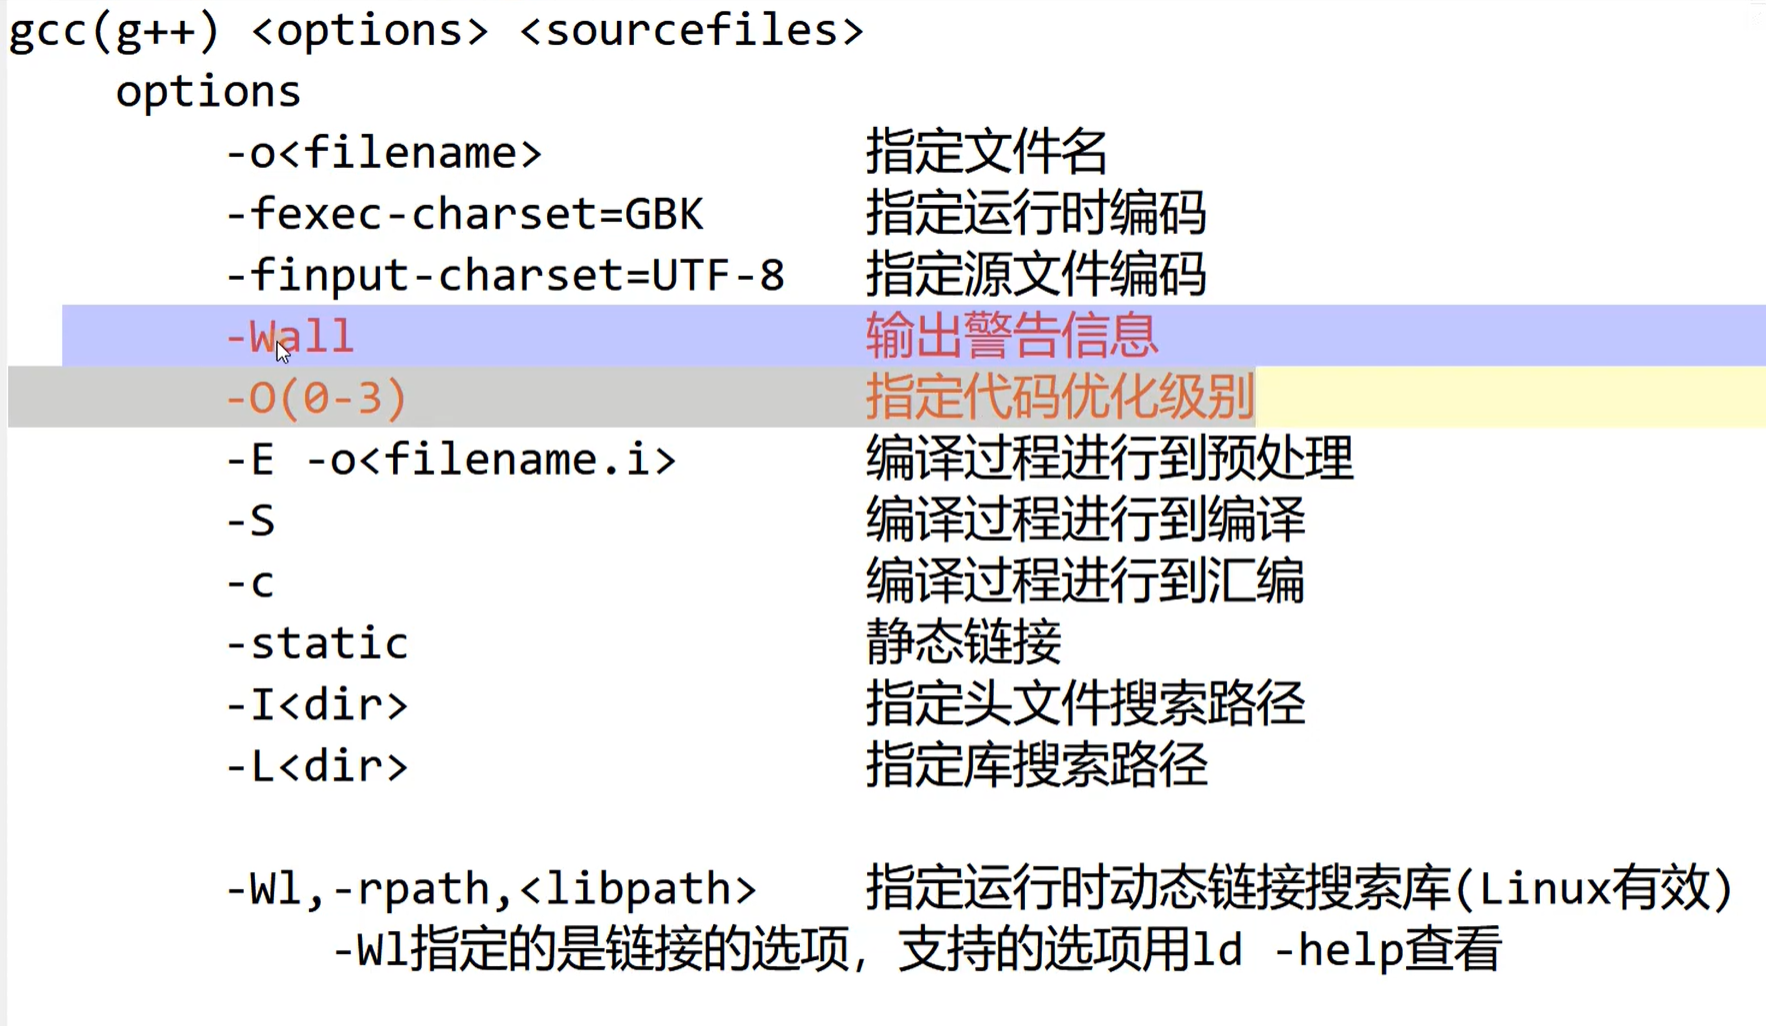 gcc(g++) <options> <sourcefiles>
options
-o<filename> 指定文件名
-fexec-charset=GBK 指定运行时编码
-finput-charset=UTF-8 指定源文件编码
-Wall 输出警告信息
-O(0-3) 指定代码优化级别
-E -o<filename.i> 编译过程进行到预处理
-S 编译过程进行到编译
-c 编译过程进行到汇编
-static 静态链接
-I<dir> 指定头文件搜索路径
-L<dir> 指定库搜索路径
-Wl,-rpath,<libpath> 指定运行时动态链接搜索库(Linux有效)
-Wl指定的是链接的选项，支持的选项用ld -help查看